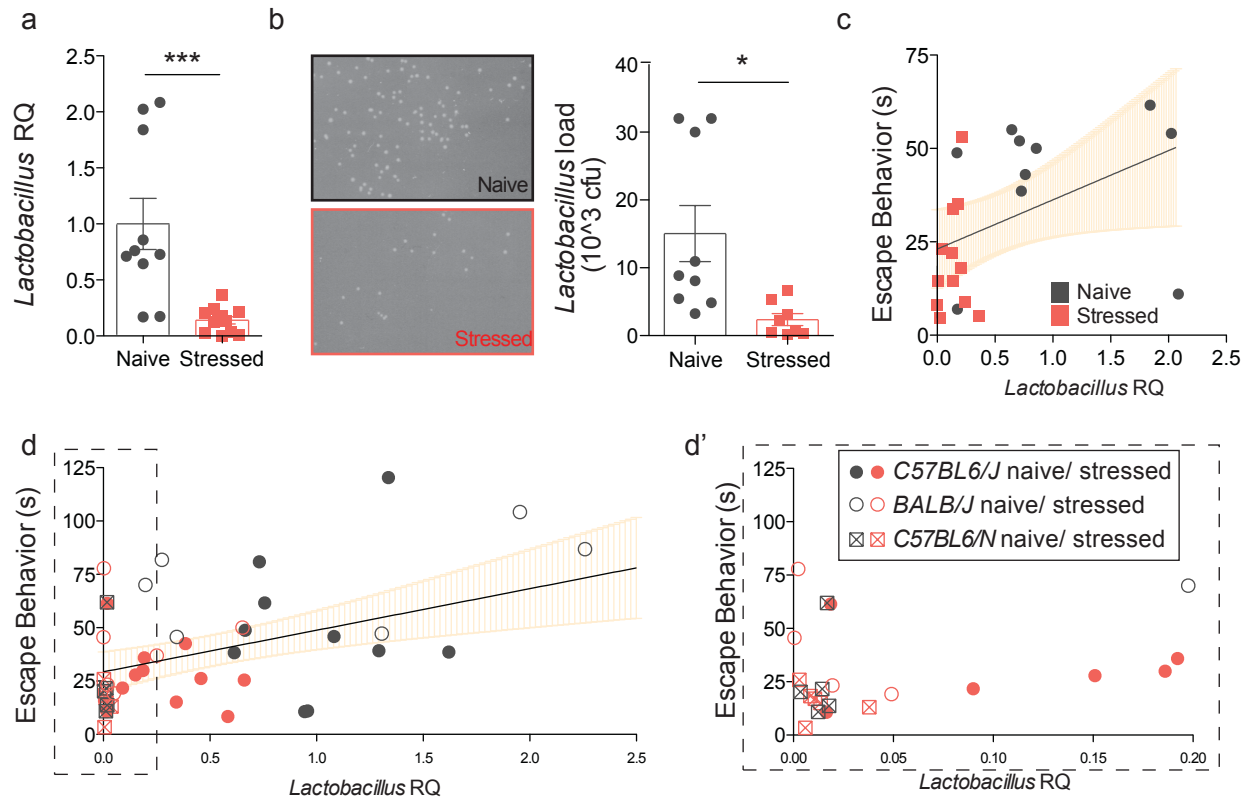 a
Lactobacillus RQ
2.5
2.0
1.5
1.0
0.5
0.0
***
Naive Stressed
b
Naive
Stressed
Lactobacillus load
(10^3 cfu)
40
30
20
10
0
*
Naive Stressed
c
Escape Behavior (s)
75
50
25
0
Naive
Stressed
0.0 0.5 1.0 1.5 2.0 2.5
Lactobacillus RQ
d
Escape Behavior (s)
125
100
75
50
25
0
0.0 0.5 1.0 1.5 2.0 2.5
Lactobacillus RQ
d'
Escape Behavior (s)
125
100
75
50
25
0
C57BL6/J naive/ stressed
BALB/J naive/ stressed
C57BL6/N naive/ stressed
0.00 0.05 0.10 0.15 0.20
Lactobacillus RQ